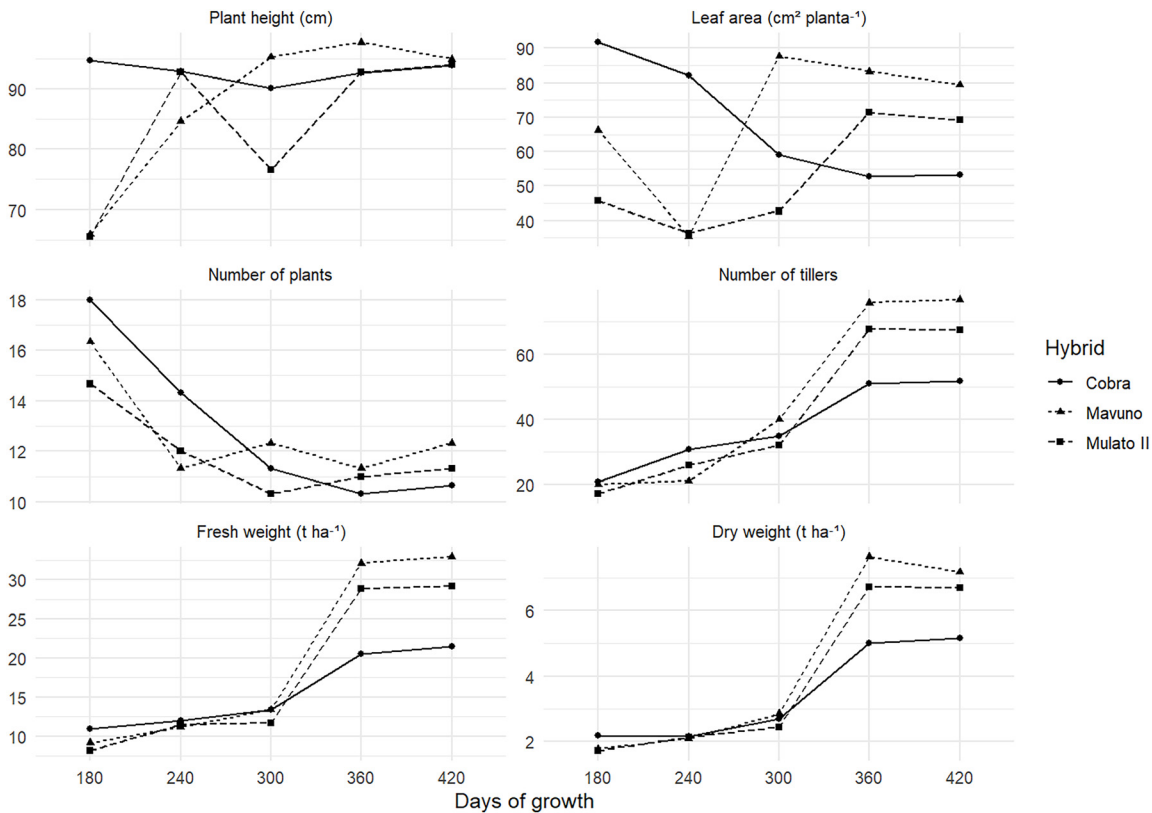 Plant height (cm)
Leaf area (cm² planta⁻¹)
90
80
70
90
80
70
60
50
40
Number of plants
Number of tillers
18
16
14
12
10
60
40
20
Hybrid
Cobra
Mavuno
Mulato II
Fresh weight (t ha⁻¹)
Dry weight (t ha⁻¹)
30
25
20
15
10
6
4
2
180 240 300 360 420
180 240 300 360 420
Days of growth